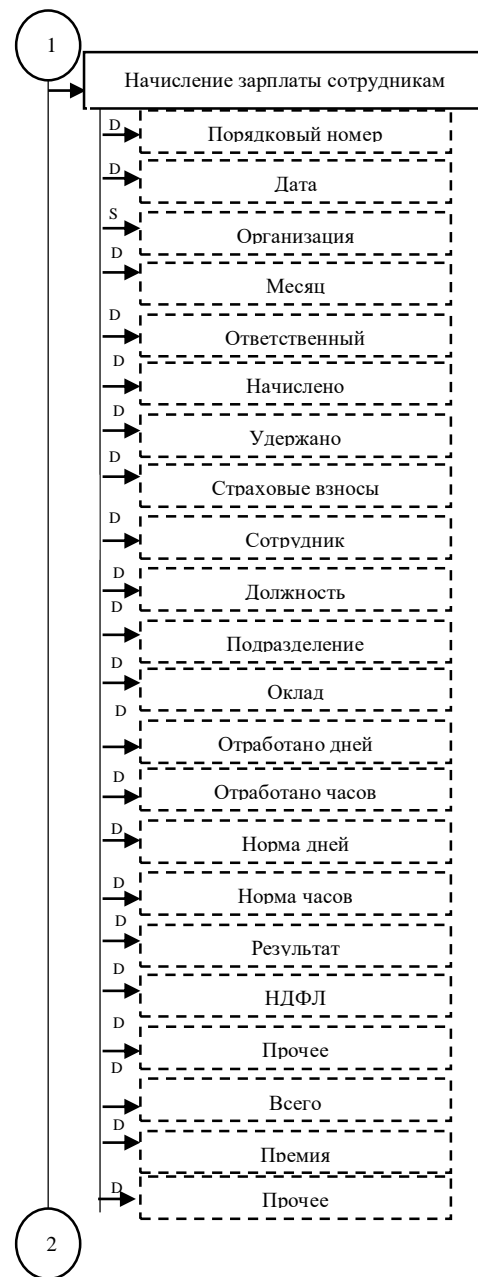 1
Начисление зарплаты сотрудникам
D
Порядковый номер
D
Дата
S
Организация
D
Месяц
D
Ответственный
D
Начислено
D
Удержано
D
Страховые взносы
D
Сотрудник
D
Должность
D
Подразделение
D
Оклад
D
Отработано дней
D
Отработано часов
D
Норма дней
D
Норма часов
D
Результат
D
НДФЛ
D
Прочее
D
Всего
D
Премия
D
Прочее
2